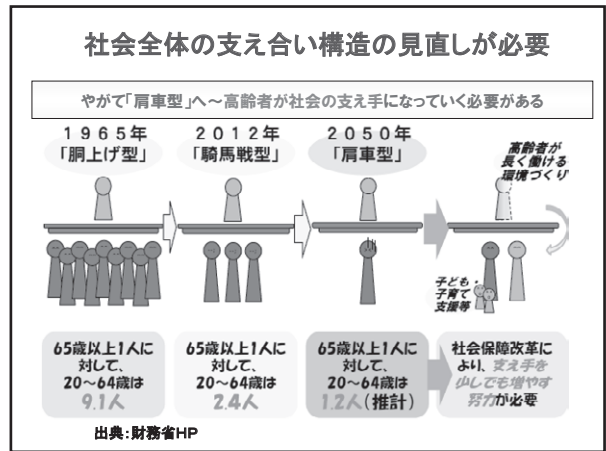 社会全体の支え合い構造の見直しが必要
やがて「肩車型」へ～高齢者が社会の支え手になっていく必要がある
１９６５年
「胴上げ型」
２０１２年
「騎馬戦型」
２０５０年
「肩車型」
高齢者が
長く働ける
環境づくり
子ども・
子育て
支援等
65歳以上1人に
対して、
20～64歳は
9.1人
65歳以上1人に
対して、
20～64歳は
2.4人
65歳以上1人に
対して、
20～64歳は
1.2人(推計)
社会保障改革に
より、支え手を
少しでも増やす
努力が必要
出典：財務省HP